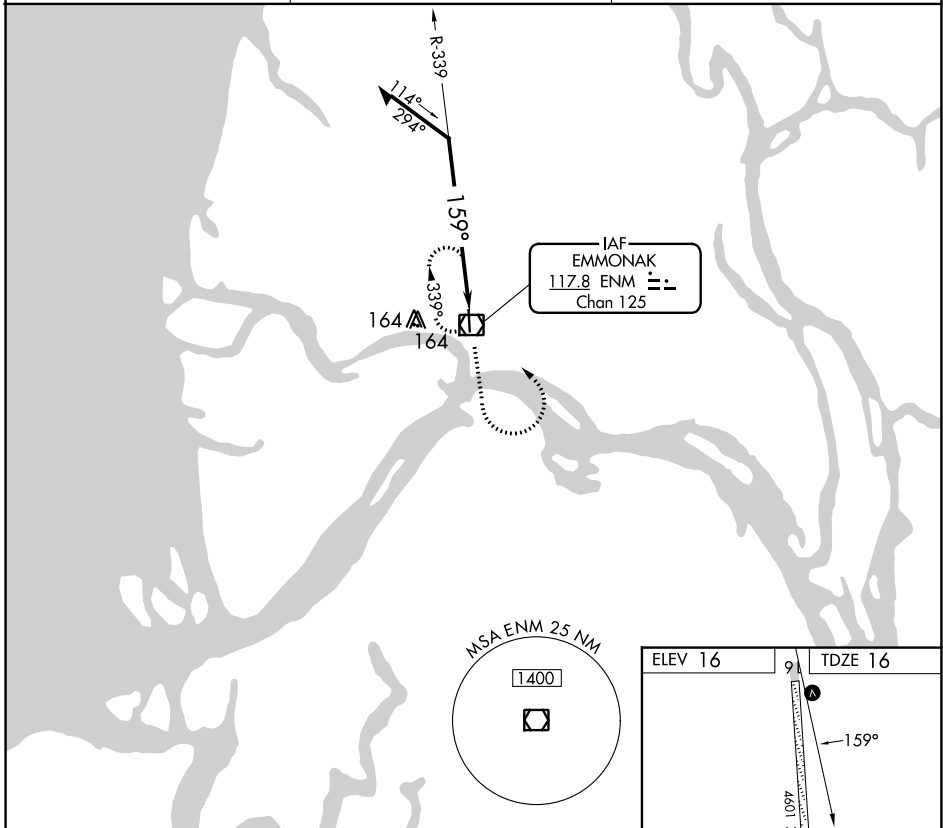 R-339
114°
294°
159°
IAF
EMMONAK
117.8 ENM
Chan 125
339°
164
164
MSA ENM 25 NM
1400
ELEV 16
TDZE 16
16
159°
4601